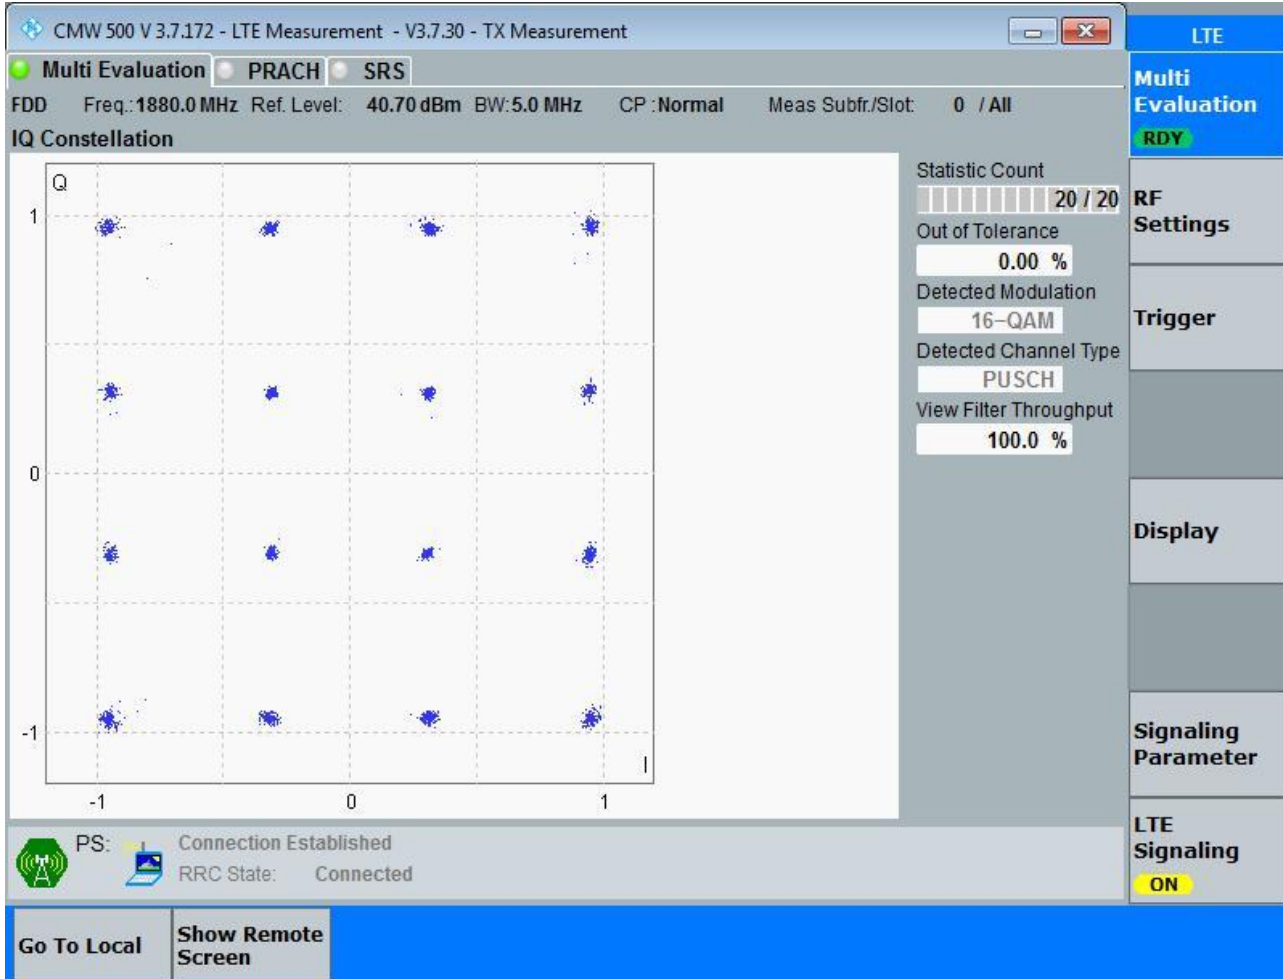 CMW 500 V 3.7.172 - LTE Measurement - V3.7.30 - TX Measurement
LTE
Multi Evaluation PRACH SRS
FDD Freq.:1880.0 MHz Ref. Level: 40.70 dBm BW:5.0 MHz CP :Normal Meas Subfr./Slot: 0 / All
IQ Constellation
Q
1
0
-1
I
-1 0 1
Statistic Count
20 / 20
Out of Tolerance
0.00 %
Detected Modulation
16-QAM
Detected Channel Type
PUSCH
View Filter Throughput
100.0 %
Multi
Evaluation
RDY
RF
Settings
Trigger
Display
Signaling
Parameter
LTE
Signaling
ON
PS: Connection Established
RRC State: Connected
Go To Local
Show Remote
Screen